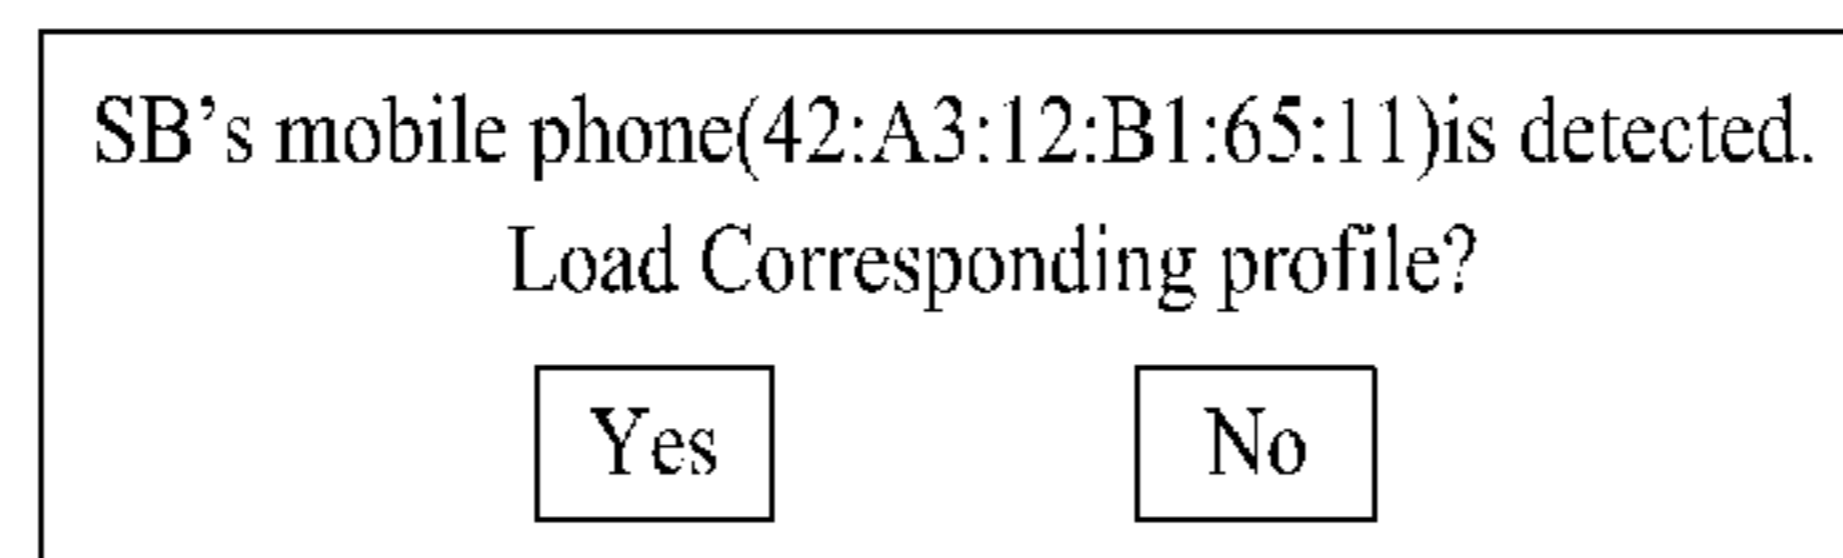 SB’s mobile phone(42:A3:12:B1:65:11)is detected.
Load Corresponding profile?
Yes No